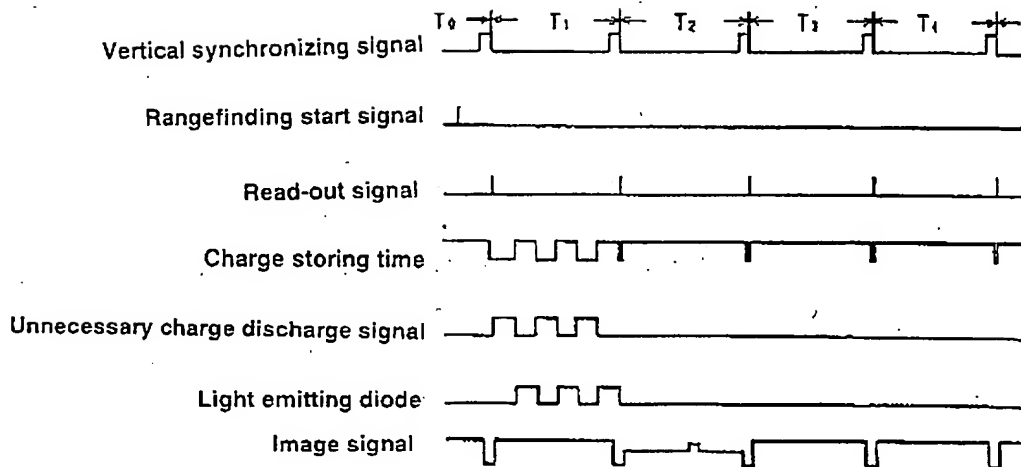 T₀ T₁ T₂ T₃ T₄
Vertical synchronizing signal
Rangefinding start signal
Read-out signal
Charge storing time
Unnecessary charge discharge signal
Light emitting diode
Image signal